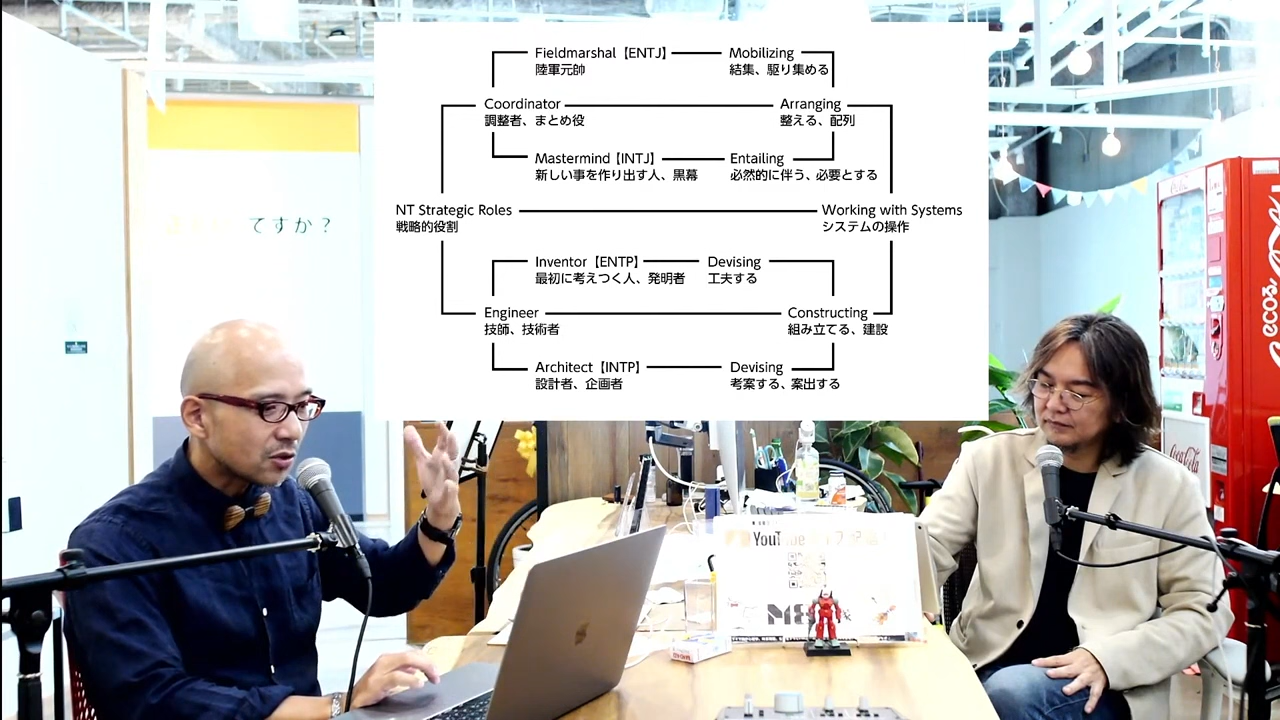 Fieldmarshal【ENTJ】
陸軍元帥
Mobilizing
結集、駆り集める
Coordinator
調整者、まとめ役
Arranging
整える、配列
Mastermind【INTJ】
新しい事を作り出す人、黒幕
Entailing
必然的に伴う、必要とする
NT Strategic Roles
戦略的役割
Working with Systems
システムの操作
Inventor【ENTP】
最初に考えつく人、発明者
Devising
工夫する
Engineer
技師、技術者
Constructing
組み立てる、建設
Architect【INTP】
設計者、企画者
Devising
考案する、案出する
ですか？
YouTube
Coca-Cola
ecos